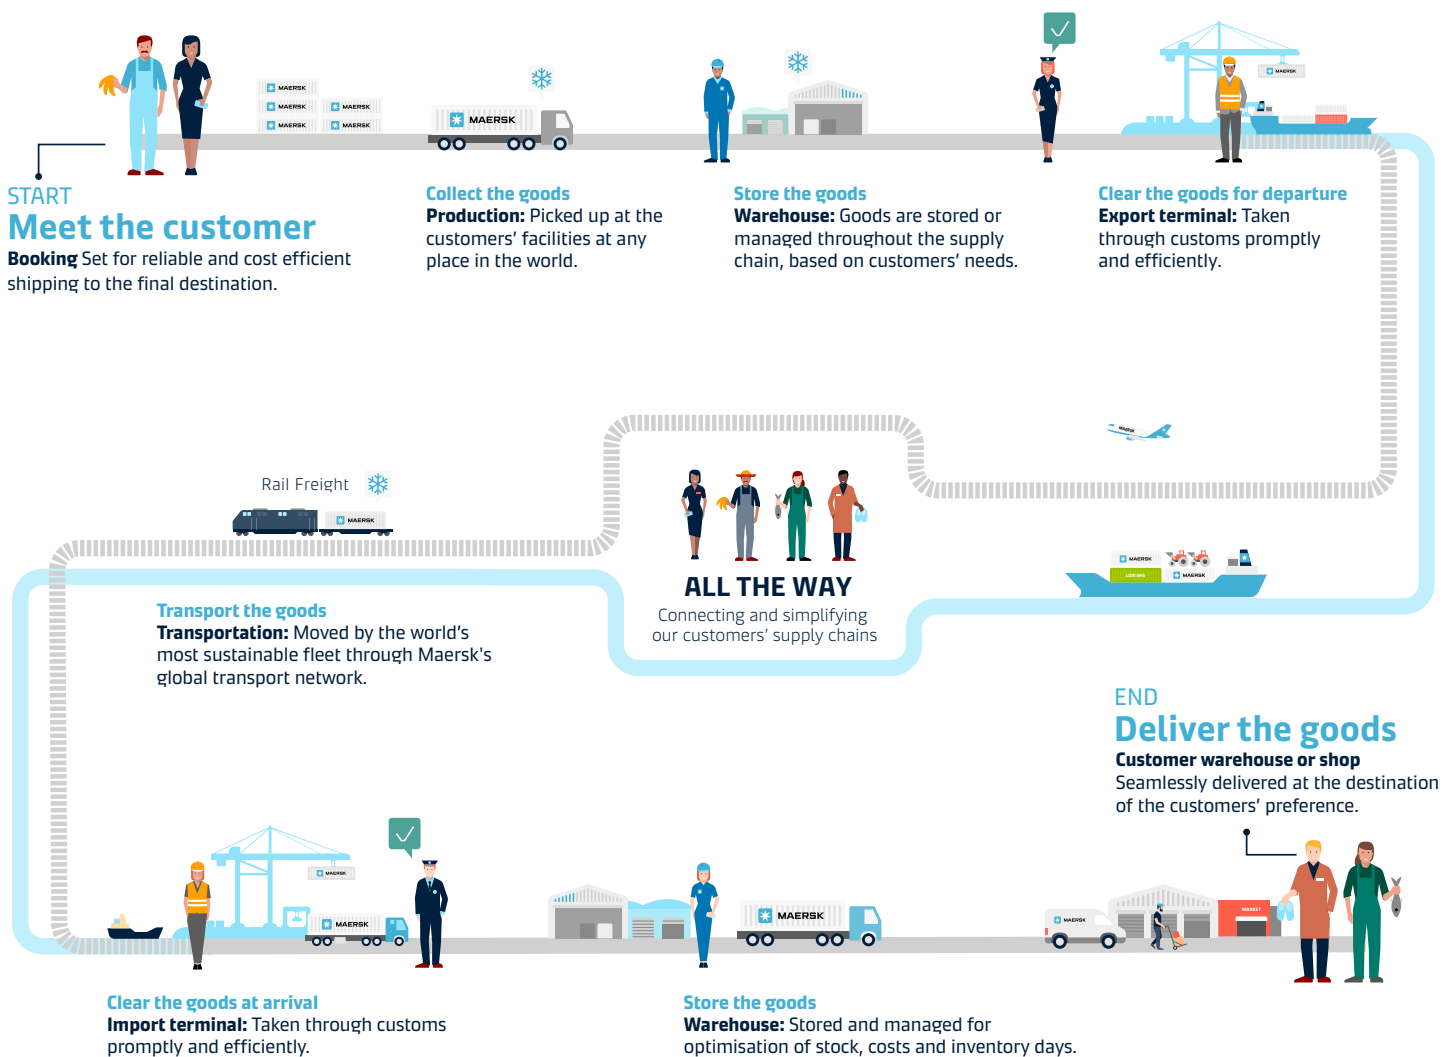 START
Meet the customer
Booking Set for reliable and cost efficient
shipping to the final destination.
MAERSK
MAERSK
MAERSK
MAERSK
MAERSK
MAERSK
Collect the goods
Production: Picked up at the
customers' facilities at any
place in the world.
Store the goods
Warehouse: Goods are stored or
managed throughout the supply
chain, based on customers' needs.
MAERSK
Clear the goods for departure
Export terminal: Taken
through customs promptly
and efficiently.
MAERSK
Rail Freight
MAERSK
ALL THE WAY
Connecting and simplifying
our customers' supply chains
MAERSK
MAERSK
Transport the goods
Transportation: Moved by the world's
most sustainable fleet through Maersk's
global transport network.
END
Deliver the goods
Customer warehouse or shop
Seamlessly delivered at the destination
of the customers' preference.
MAERSK
MAERSK
MAERSK
MAERSK
MARKET
Clear the goods at arrival
Import terminal: Taken through customs
promptly and efficiently.
Store the goods
Warehouse: Stored and managed for
optimisation of stock, costs and inventory days.